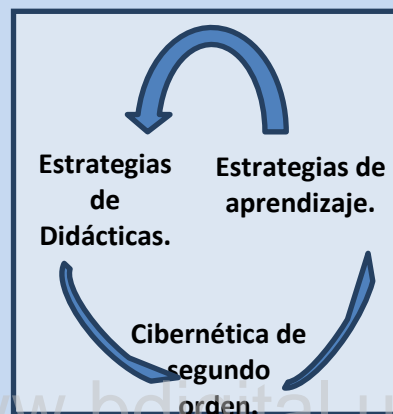 Estrategias
de
Didácticas.
Estrategias de
aprendizaje.
Cibernética de
segundo
orden.